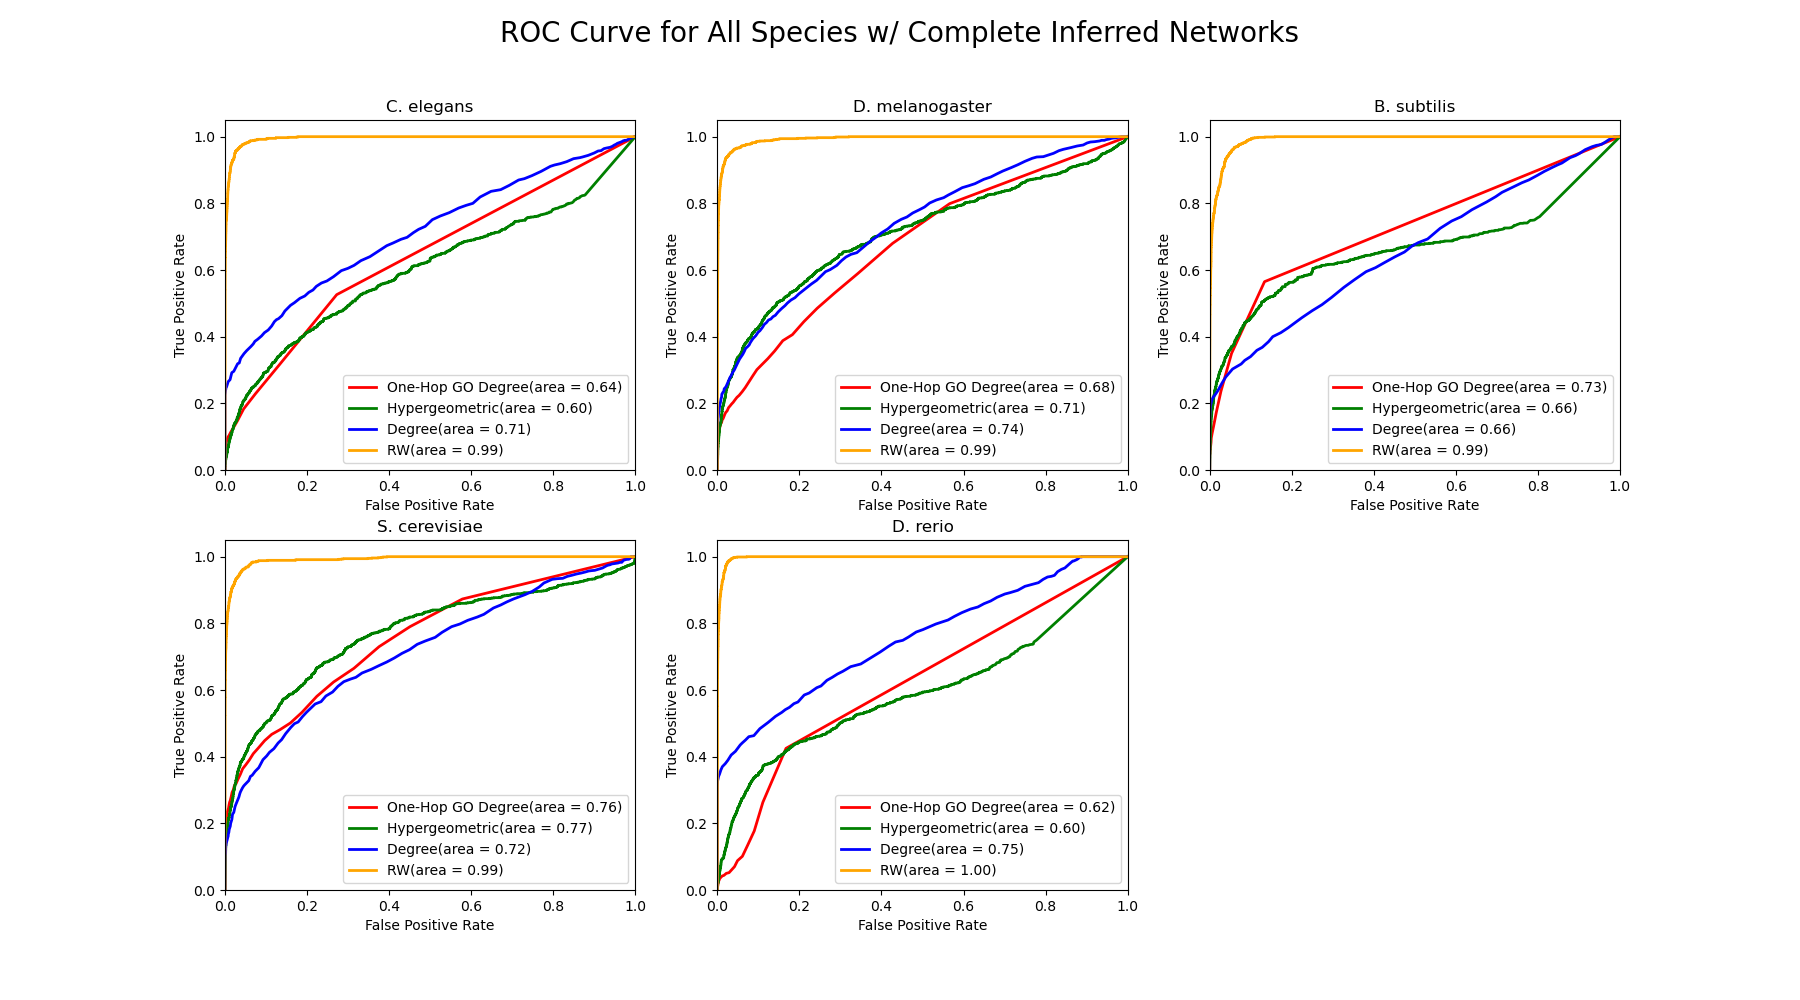 ROC Curve for All Species w/ Complete Inferred Networks
C. elegans
1.0
0.8
0.6
0.4
0.2
0.0
True Positive Rate
One-Hop GO Degree(area = 0.64)
Hypergeometric(area = 0.60)
Degree(area = 0.71)
RW(area = 0.99)
0.0 0.2 0.4 0.6 0.8 1.0
False Positive Rate
D. melanogaster
1.0
0.8
0.6
0.4
0.2
0.0
True Positive Rate
One-Hop GO Degree(area = 0.68)
Hypergeometric(area = 0.71)
Degree(area = 0.74)
RW(area = 0.99)
0.0 0.2 0.4 0.6 0.8 1.0
False Positive Rate
B. subtilis
1.0
0.8
0.6
0.4
0.2
0.0
True Positive Rate
One-Hop GO Degree(area = 0.73)
Hypergeometric(area = 0.66)
Degree(area = 0.66)
RW(area = 0.99)
0.0 0.2 0.4 0.6 0.8 1.0
False Positive Rate
S. cerevisiae
1.0
0.8
0.6
0.4
0.2
0.0
True Positive Rate
One-Hop GO Degree(area = 0.76)
Hypergeometric(area = 0.77)
Degree(area = 0.72)
RW(area = 0.99)
0.0 0.2 0.4 0.6 0.8 1.0
False Positive Rate
D. rerio
1.0
0.8
0.6
0.4
0.2
0.0
True Positive Rate
One-Hop GO Degree(area = 0.62)
Hypergeometric(area = 0.60)
Degree(area = 0.75)
RW(area = 1.00)
0.0 0.2 0.4 0.6 0.8 1.0
False Positive Rate